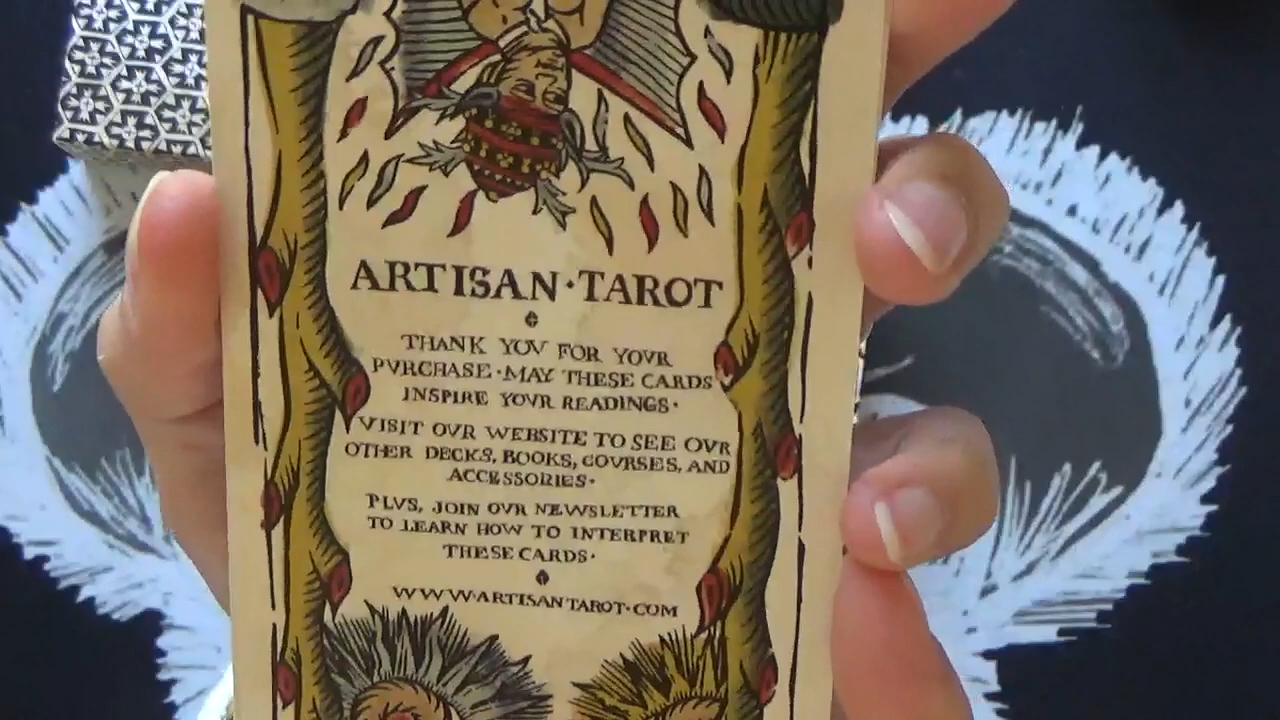 ARTISAN·TAROT
THANK YOV FOR YOVR
PVRCHASE·MAY THESE CARDS
INSPIRE YOVR READINGS·
VISIT OVR WEBSITE TO SEE OVR
OTHER DECKS, BOOKS, COVRSES, AND
ACCESSORIES·
PLVS, JOIN OVR NEWSLETTER
TO LEARN HOW TO INTERPRET
THESE CARDS·
WWW·ARTISANTAROT·COM